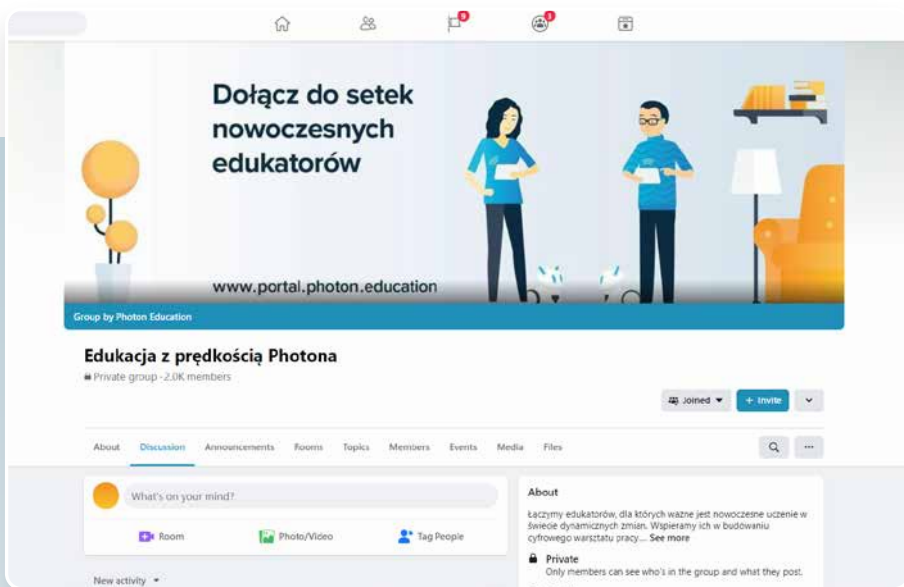 9
3
Dołącz do setek
nowoczesnych
edukatorów
www.portal.photon.education
Group by Photon Education
Edukacja z prędkością Photona
Private group · 2.0K members
Joined
+ Invite
About Discussion Announcements Rooms Topics Members Events Media Files
What's on your mind?
Room Photo/Video Tag People
New activity
About
Łączymy edukatorów, dla których ważne jest nowoczesne uczenie w
świecie dynamicznych zmian. Wspieramy ich w budowaniu
cyfrowego warsztatu pracy... See more
Private
Only members can see who's in the group and what they post.